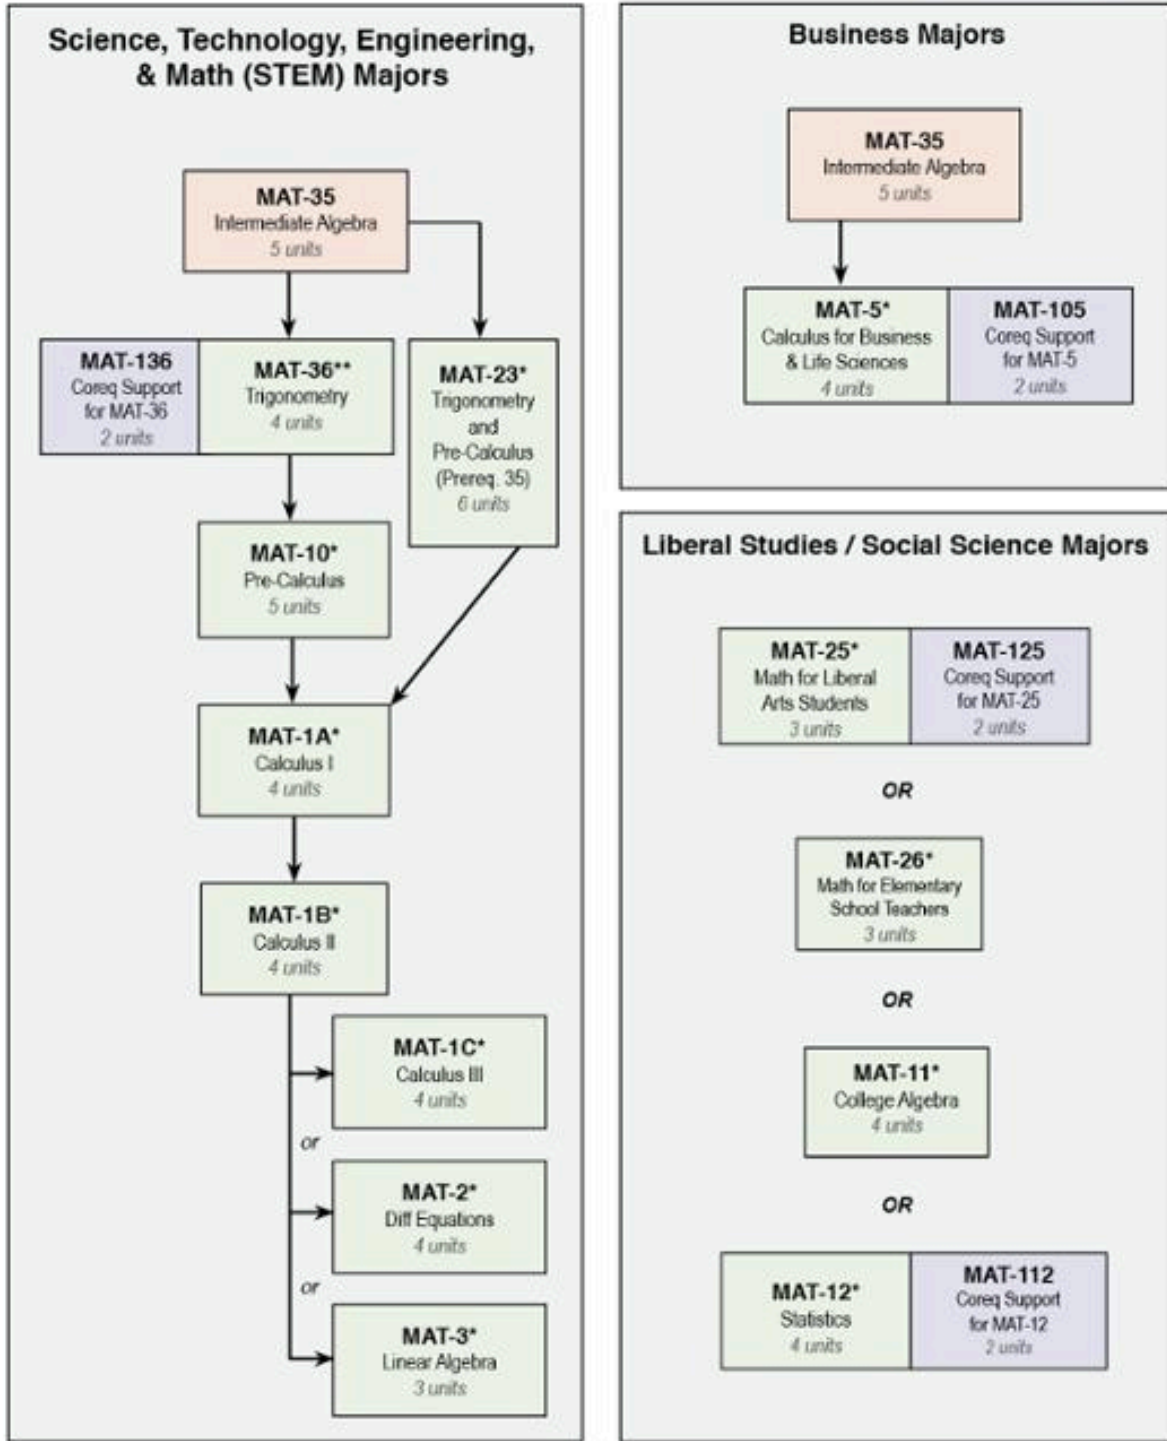 Science, Technology, Engineering,
& Math (STEM) Majors
MAT-35
Intermediate Algebra
5 units
MAT-136
Coreq Support
for MAT-36
2 units
MAT-36**
Trigonometry
4 units
MAT-23*
Trigonometry
and
Pre-Calculus
(Prereq. 35)
6 units
MAT-10*
Pre-Calculus
5 units
MAT-1A*
Calculus I
4 units
MAT-1B*
Calculus II
4 units
MAT-1C*
Calculus III
4 units
or
MAT-2*
Diff Equations
4 units
or
MAT-3*
Linear Algebra
3 units
Business Majors
MAT-35
Intermediate Algebra
5 units
MAT-5*
Calculus for Business
& Life Sciences
4 units
MAT-105
Coreq Support
for MAT-5
2 units
Liberal Studies / Social Science Majors
MAT-25*
Math for Liberal
Arts Students
3 units
MAT-125
Coreq Support
for MAT-25
2 units
OR
MAT-26*
Math for Elementary
School Teachers
3 units
OR
MAT-11*
College Algebra
4 units
OR
MAT-12*
Statistics
4 units
MAT-112
Coreq Support
for MAT-12
2 units